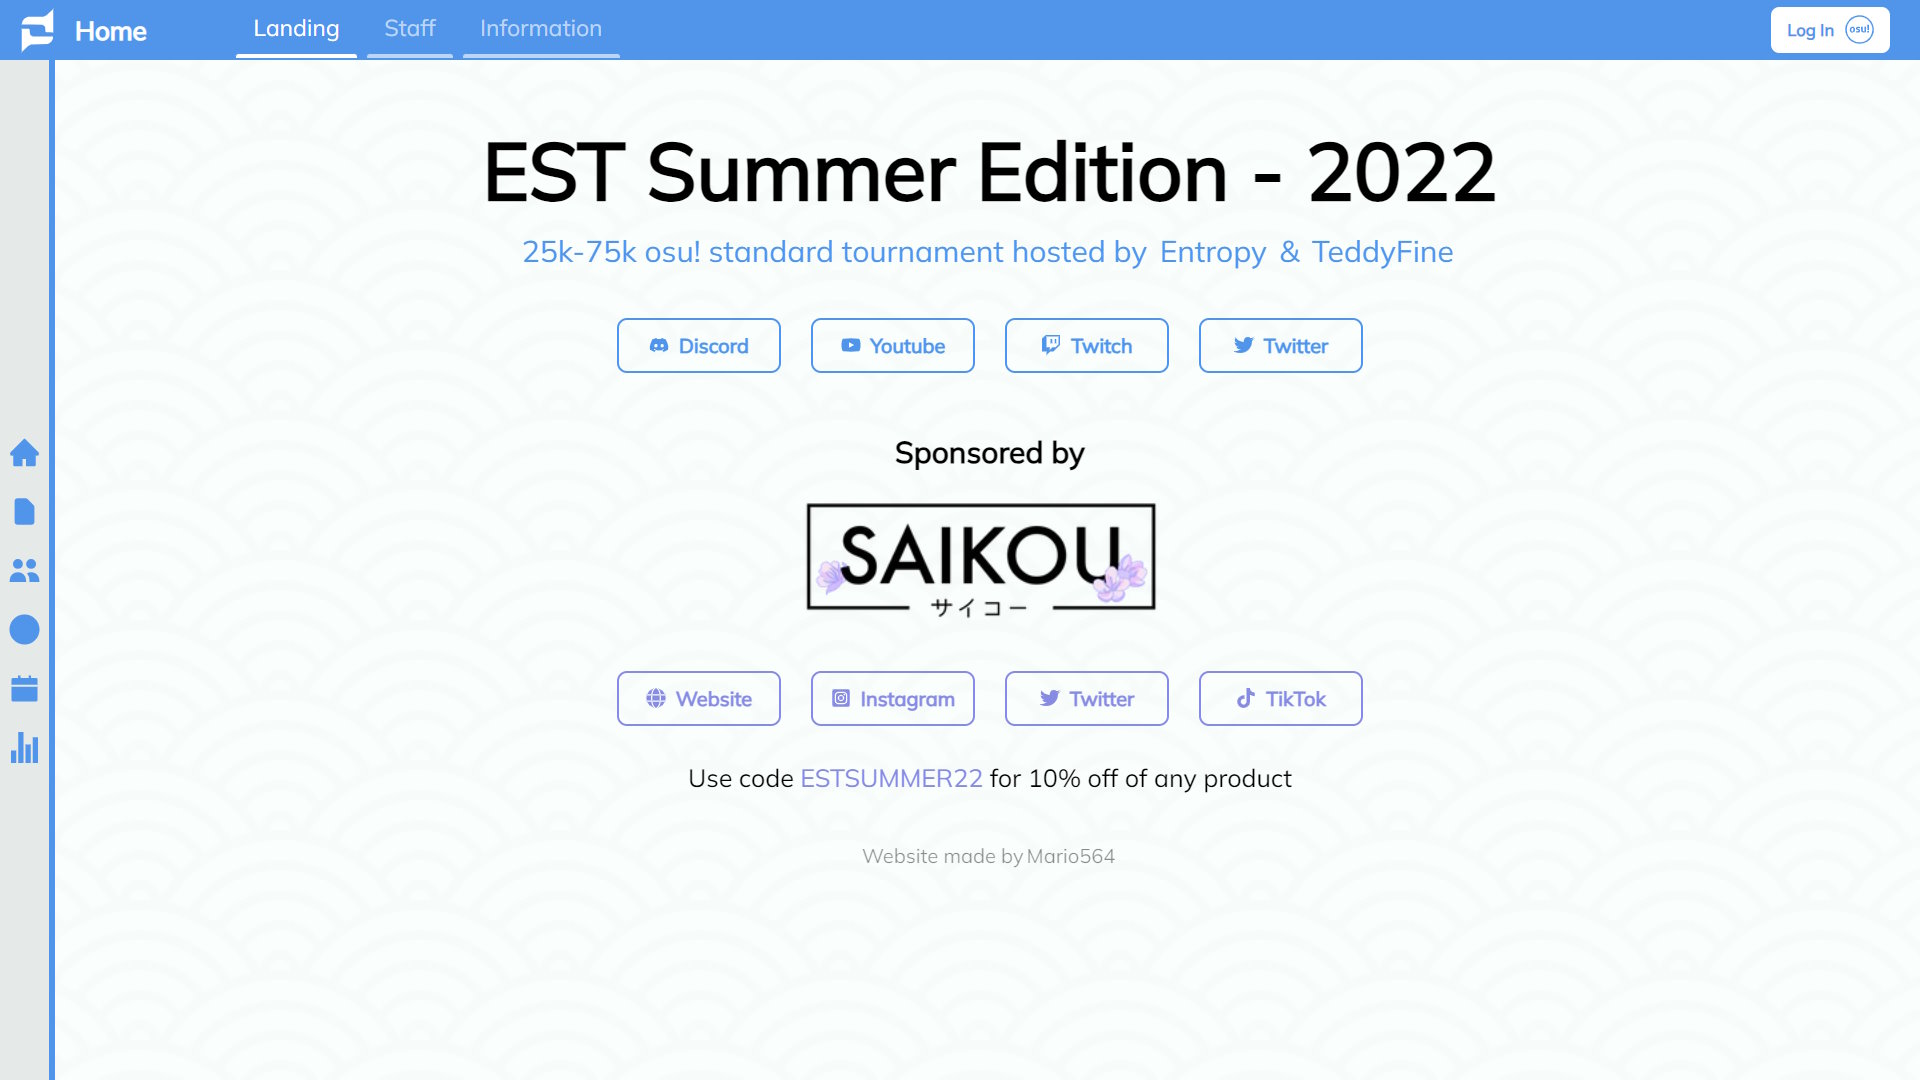 Home
Landing
Staff
Information
Log In
osu!
EST Summer Edition - 2022
25k-75k osu! standard tournament hosted by Entropy & TeddyFine
Discord
Youtube
Twitch
Twitter
Sponsored by
SAIKOU
サイコー
Website
Instagram
Twitter
TikTok
Use code ESTSUMMER22 for 10% off of any product
Website made by Mario564